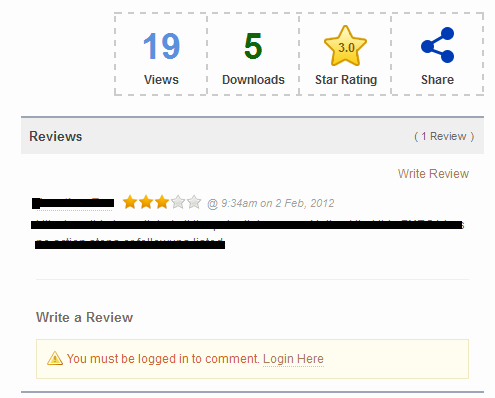 19
5
3.0
Views
Downloads
Star Rating
Share
Reviews
( 1 Review )
Write Review
@ 9:34am on 2 Feb, 2012
Write a Review
You must be logged in to comment. Login Here